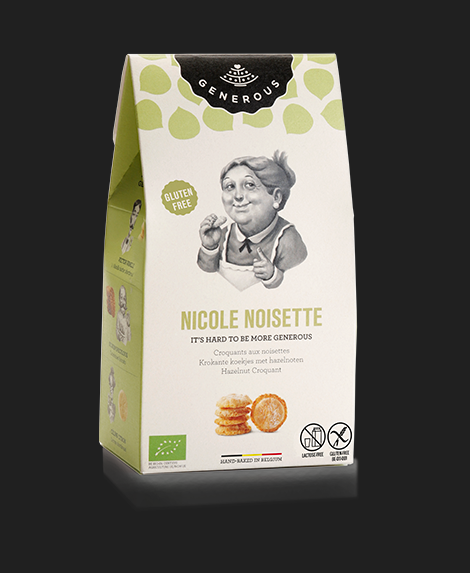 GENEROUS
GLUTEN
FREE
NICOLE NOISETTE
IT'S HARD TO BE MORE GENEROUS
Croquants aux noisettes
Krokante koekjes met hazelnoten
Hazelnut Croquant
LACTOSE FREE
GLUTEN FREE
HAND-BAKED IN BELGIUM